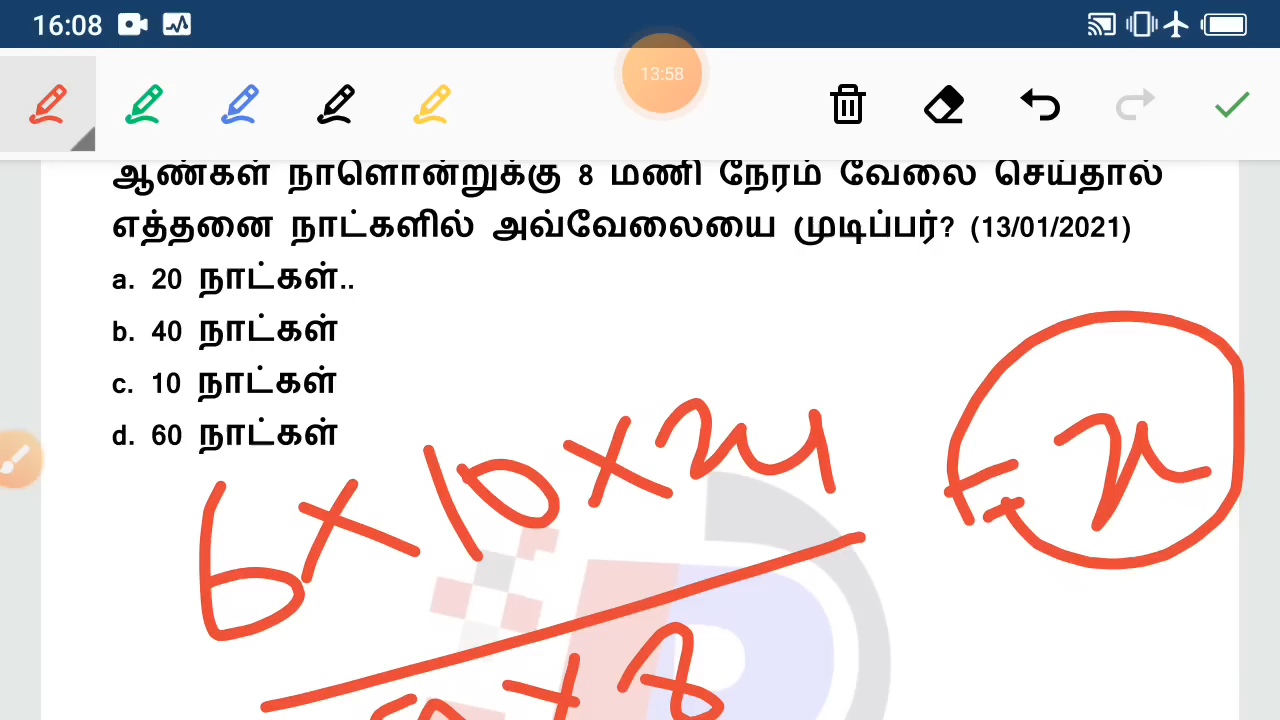 16:08
13:58
ஆண்கள் நாளொன்றுக்கு 8 மணி நேரம் வேலை செய்தால்
எத்தனை நாட்களில் அவ்வேலையை முடிப்பர்? (13/01/2021)
a. 20 நாட்கள்..
b. 40 நாட்கள்
c. 10 நாட்கள்
d. 60 நாட்கள்
6 × 10 × 24 = x
× 8